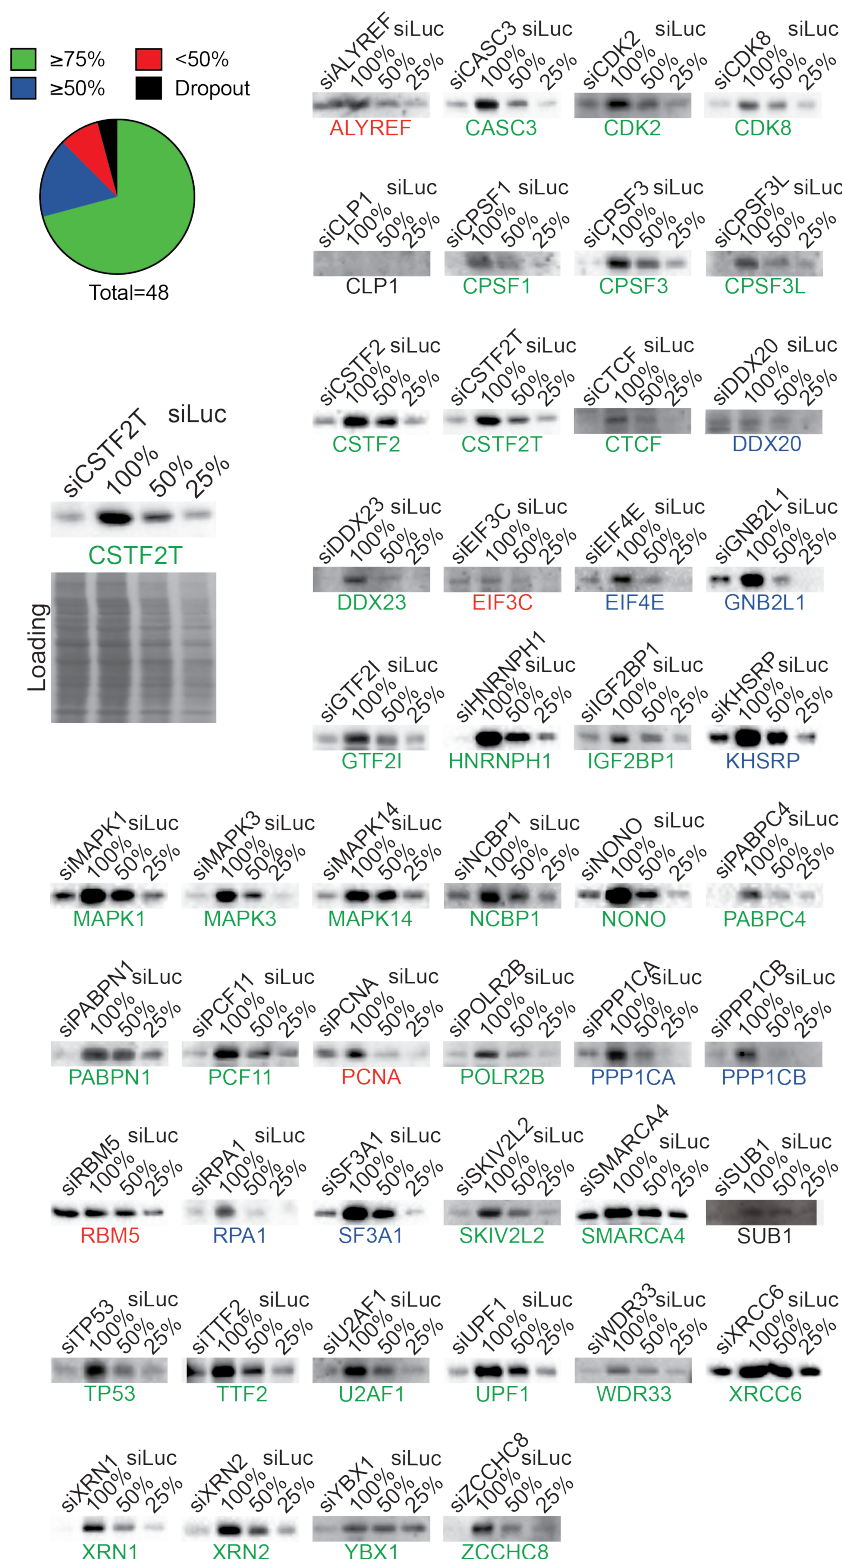 ≥75%
<50%
≥50%
Dropout
Total=48
siCSTF2T
100%
50%
25%
siLuc
CSTF2T
Loading
siALYREF 100% 50% 25% siLuc
siCASC3 100% 50% 25% siLuc
siCDK2 100% 50% 25% siLuc
siCDK8 100% 50% 25% siLuc
ALYREF CASC3 CDK2 CDK8
siCLP1 100% 50% 25% siLuc
siCPSF1 100% 50% 25% siLuc
siCPSF3 100% 50% 25% siLuc
siCPSF3L 100% 50% 25% siLuc
CLP1 CPSF1 CPSF3 CPSF3L
siCSTF2 100% 50% 25% siLuc
siCSTF2T 100% 50% 25% siLuc
siCTCF 100% 50% 25% siLuc
siDDX20 100% 50% 25% siLuc
CSTF2 CSTF2T CTCF DDX20
siDDX23 100% 50% 25% siLuc
siEIF3C 100% 50% 25% siLuc
siEIF4E 100% 50% 25% siLuc
siGNB2L1 100% 50% 25% siLuc
DDX23 EIF3C EIF4E GNB2L1
siGTF2I 100% 50% 25% siLuc
siHNRNPH1 100% 50% 25% siLuc
siIGF2BP1 100% 50% 25% siLuc
siKHSRP 100% 50% 25% siLuc
GTF2I HNRNPH1 IGF2BP1 KHSRP
siMAPK1 100% 50% 25% siLuc
siMAPK3 100% 50% 25% siLuc
siMAPK14 100% 50% 25% siLuc
siNCBP1 100% 50% 25% siLuc
siNONO 100% 50% 25% siLuc
siPABPC4 100% 50% 25% siLuc
MAPK1 MAPK3 MAPK14 NCBP1 NONO PABPC4
siPABPN1 100% 50% 25% siLuc
siPCF11 100% 50% 25% siLuc
siPCNA 100% 50% 25% siLuc
siPOLR2B 100% 50% 25% siLuc
siPPP1CA 100% 50% 25% siLuc
siPPP1CB 100% 50% 25% siLuc
PABPN1 PCF11 PCNA POLR2B PPP1CA PPP1CB
siRBM5 100% 50% 25% siLuc
siRPA1 100% 50% 25% siLuc
siSF3A1 100% 50% 25% siLuc
siSKIV2L2 100% 50% 25% siLuc
siSMARCA4 100% 50% 25% siLuc
siSUB1 100% 50% 25% siLuc
RBM5 RPA1 SF3A1 SKIV2L2 SMARCA4 SUB1
siTP53 100% 50% 25% siLuc
siTTF2 100% 50% 25% siLuc
siU2AF1 100% 50% 25% siLuc
siUPF1 100% 50% 25% siLuc
siWDR33 100% 50% 25% siLuc
siXRCC6 100% 50% 25% siLuc
TP53 TTF2 U2AF1 UPF1 WDR33 XRCC6
siXRN1 100% 50% 25% siLuc
siXRN2 100% 50% 25% siLuc
siYBX1 100% 50% 25% siLuc
siZCCHC8 100% 50% 25% siLuc
XRN1 XRN2 YBX1 ZCCHC8